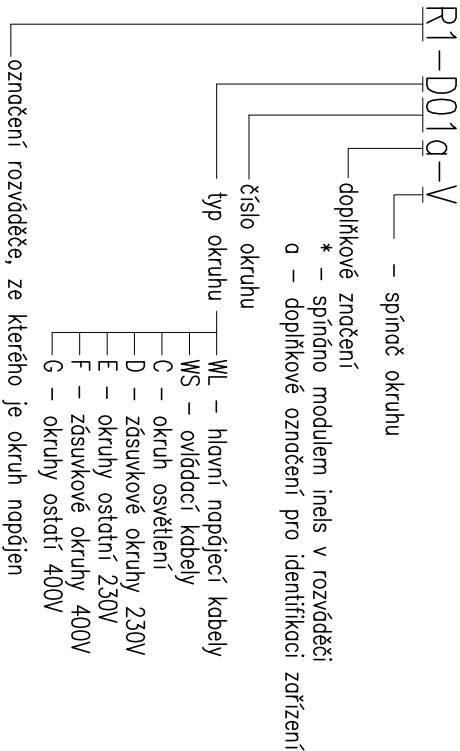 R1-D01a-V
- spínač okruhu
doplňkové značení
* - spínáno modulem inels v rozváděči
a - doplňkové označení pro identifikaci zařízení
číslo okruhu
typ okruhu
WL - hlavní napájecí kabely
WS - ovládací kabely
C - okruh osvětlení
D - zásuvkové okruhy 230V
E - okruhy ostatní 230V
F - zásuvkové okruhy 400V
G - okruhy ostatí 400V
označení rozváděče, ze kterého je okruh napájen